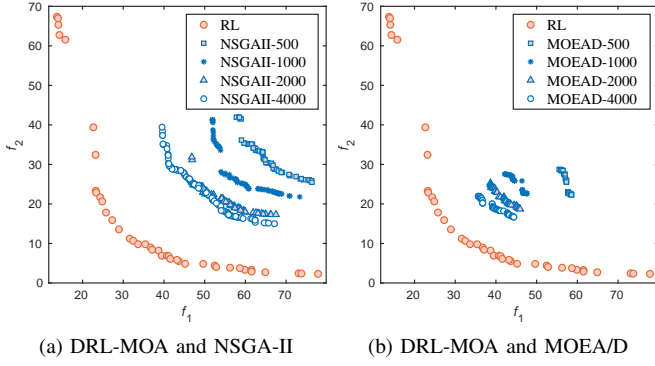 70
60
50
40
30
20
10
0
f2
20 30 40 50 60 70
f1
RL
NSGAII-500
NSGAII-1000
NSGAII-2000
NSGAII-4000
(a) DRL-MOA and NSGA-II
70
60
50
40
30
20
10
0
f2
20 30 40 50 60 70
f1
RL
MOEAD-500
MOEAD-1000
MOEAD-2000
MOEAD-4000
(b) DRL-MOA and MOEA/D